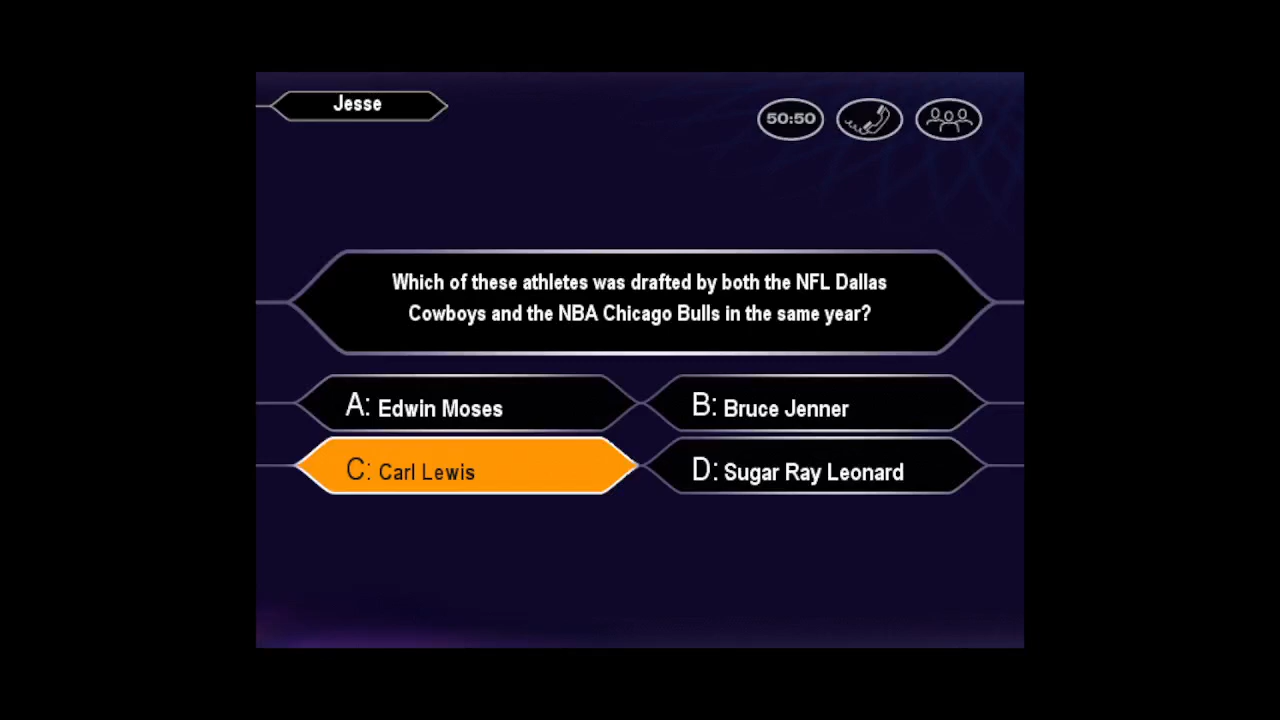 Jesse
50:50
Which of these athletes was drafted by both the NFL Dallas
Cowboys and the NBA Chicago Bulls in the same year?
A: Edwin Moses
B: Bruce Jenner
C: Carl Lewis
D: Sugar Ray Leonard